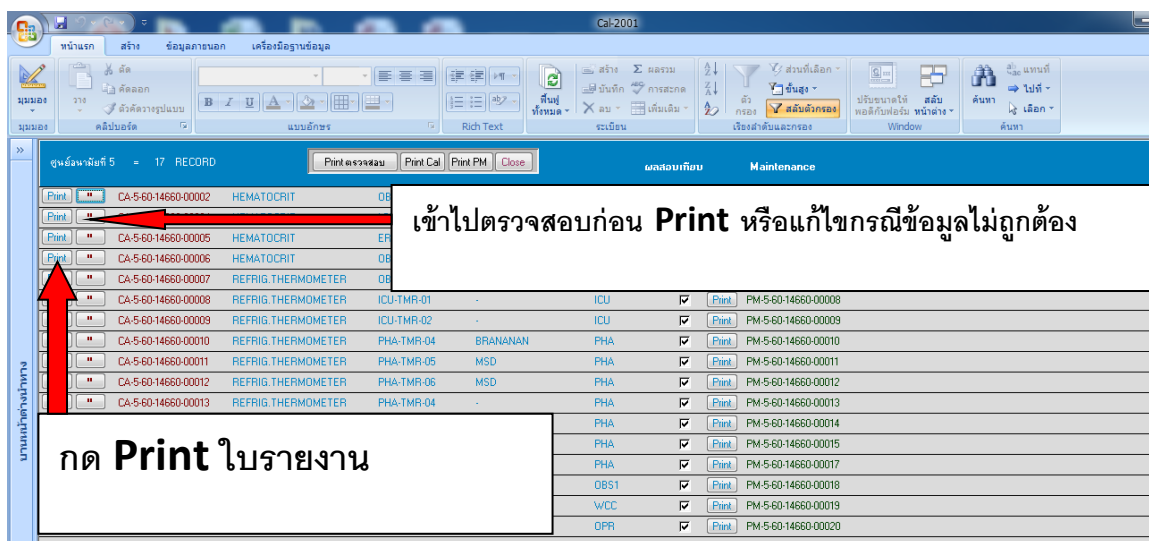 Cal-2001
หน้าแรก สร้าง ข้อมูลภายนอก เครื่องมือฐานข้อมูล
มุมมอง
วาง
ตัด
คัดลอก
ตัวคัดวางรูปแบบ
B I U A
ฟื้นฟูทั้งหมด
สร้าง Σ ผลรวม
บันทึก การสะกด
ลบ เพิ่มเติม
ตัวกรอง
ส่วนที่เลือก
ขั้นสูง
สลับตัวกรอง
ปรับขนาดให้พอดีกับฟอร์ม
สลับหน้าต่าง
ค้นหา
แทนที่
ไปที่
เลือก
มุมมอง คลิปบอร์ด แบบอักษร Rich Text ระเบียน เรียงลำดับและกรอง Window ค้นหา
ศูนย์อนามัยที่ 5 = 17 RECORD Print ตรวจสอบ Print Cal Print PM Close ผลสอบเทียบ Maintenance
Print " CA-5-60-14660-00002 HEMATOCRIT OB
Print "
Print " CA-5-60-14660-00005 HEMATOCRIT ER
Print " CA-5-60-14660-00006 HEMATOCRIT OB
เข้าไปตรวจสอบก่อน Print หรือแก้ไขกรณีข้อมูลไม่ถูกต้อง
" CA-5-60-14660-00007 REFRIG.THERMOMETER OB
" CA-5-60-14660-00008 REFRIG.THERMOMETER ICU-TMR-01 - ICU Print PM-5-60-14660-00008
" CA-5-60-14660-00009 REFRIG.THERMOMETER ICU-TMR-02 - ICU Print PM-5-60-14660-00009
" CA-5-60-14660-00010 REFRIG.THERMOMETER PHA-TMR-04 BRANANAN PHA Print PM-5-60-14660-00010
" CA-5-60-14660-00011 REFRIG.THERMOMETER PHA-TMR-05 MSD PHA Print PM-5-60-14660-00011
" CA-5-60-14660-00012 REFRIG.THERMOMETER PHA-TMR-06 MSD PHA Print PM-5-60-14660-00012
" CA-5-60-14660-00013 REFRIG.THERMOMETER PHA-TMR-04 - PHA Print PM-5-60-14660-00013
PHA Print PM-5-60-14660-00014
PHA Print PM-5-60-14660-00015
PHA Print PM-5-60-14660-00017
OBS1 Print PM-5-60-14660-00018
WCC Print PM-5-60-14660-00019
OPR Print PM-5-60-14660-00020
กด Print ใบรายงาน
บานหน้าต่างนำทาง